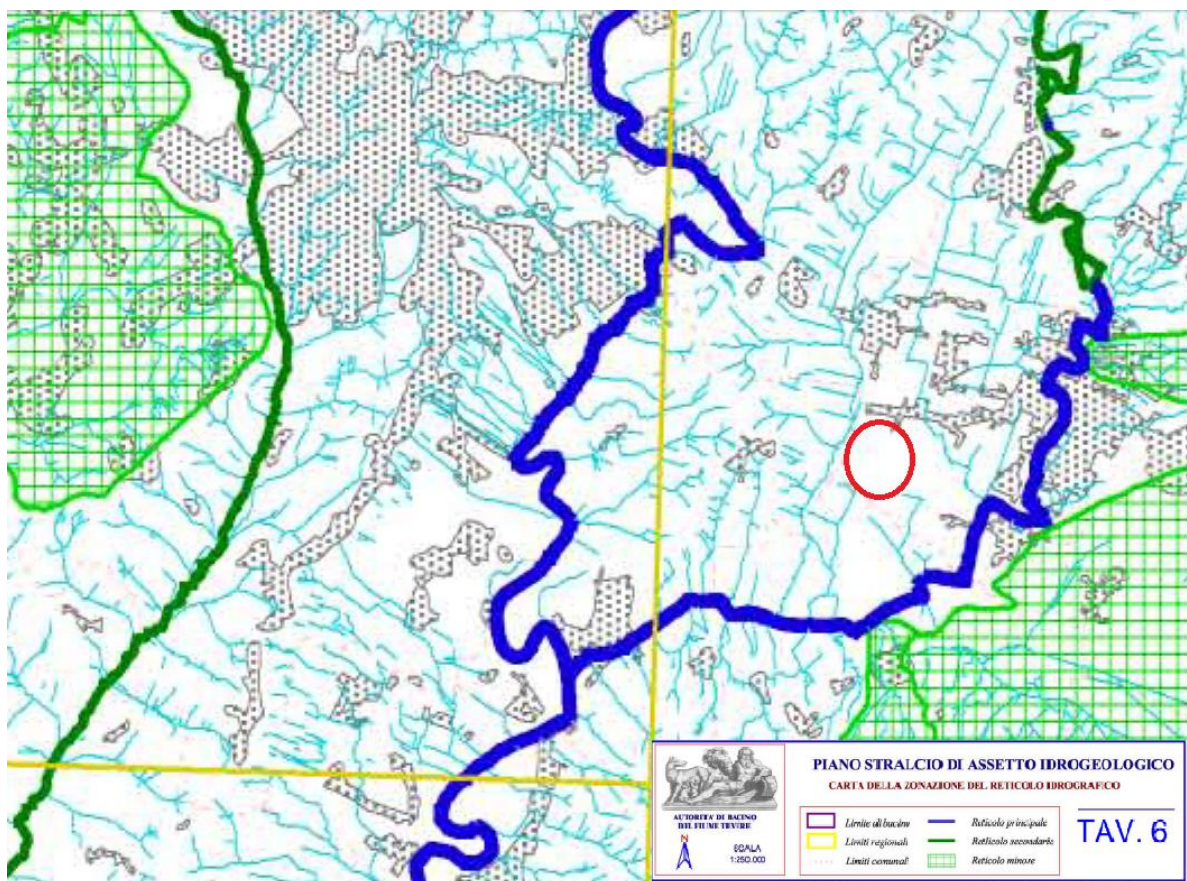 PIANO STRALCIO DI ASSETTO IDROGEOLOGICO
CARTA DELLA ZONAZIONE DEL RETICOLO IDROGRAFICO
AUTORITA' DI BACINO
DEL FIUME TEVERE
N
SCALA
1:250.000
Limite di bacino
Limiti regionali
Limiti comunali
Reticolo principale
Reticolo secondario
Reticolo minore
TAV. 6